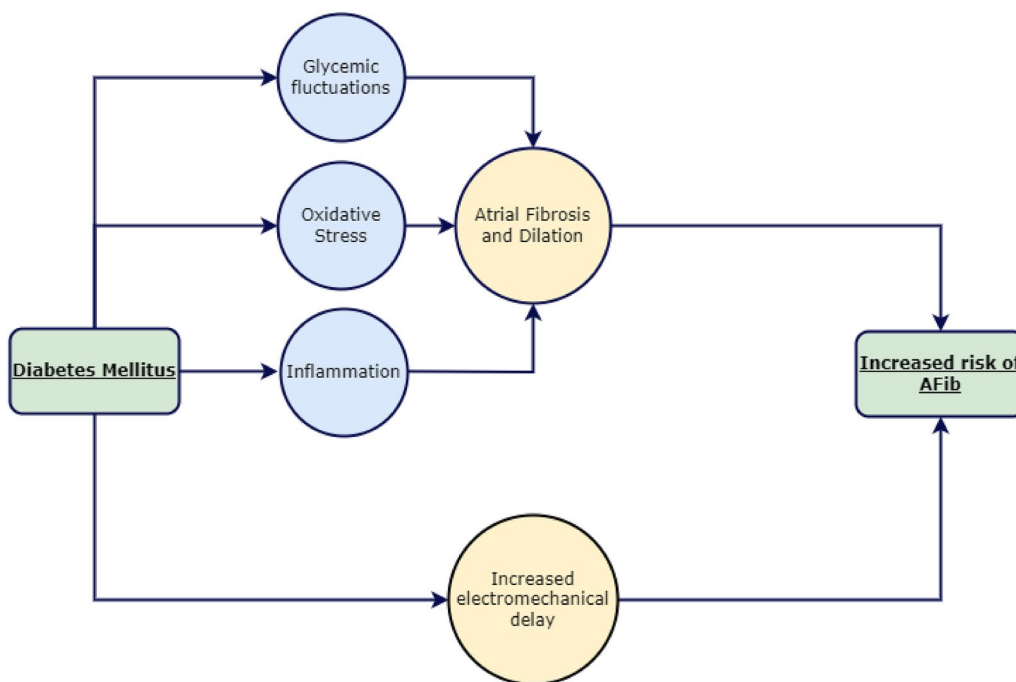 Glycemic
fluctuations
Oxidative
Stress
Atrial Fibrosis
and Dilation
Diabetes Mellitus
Inflammation
Increased risk of
AFib
Increased
electromechanical
delay